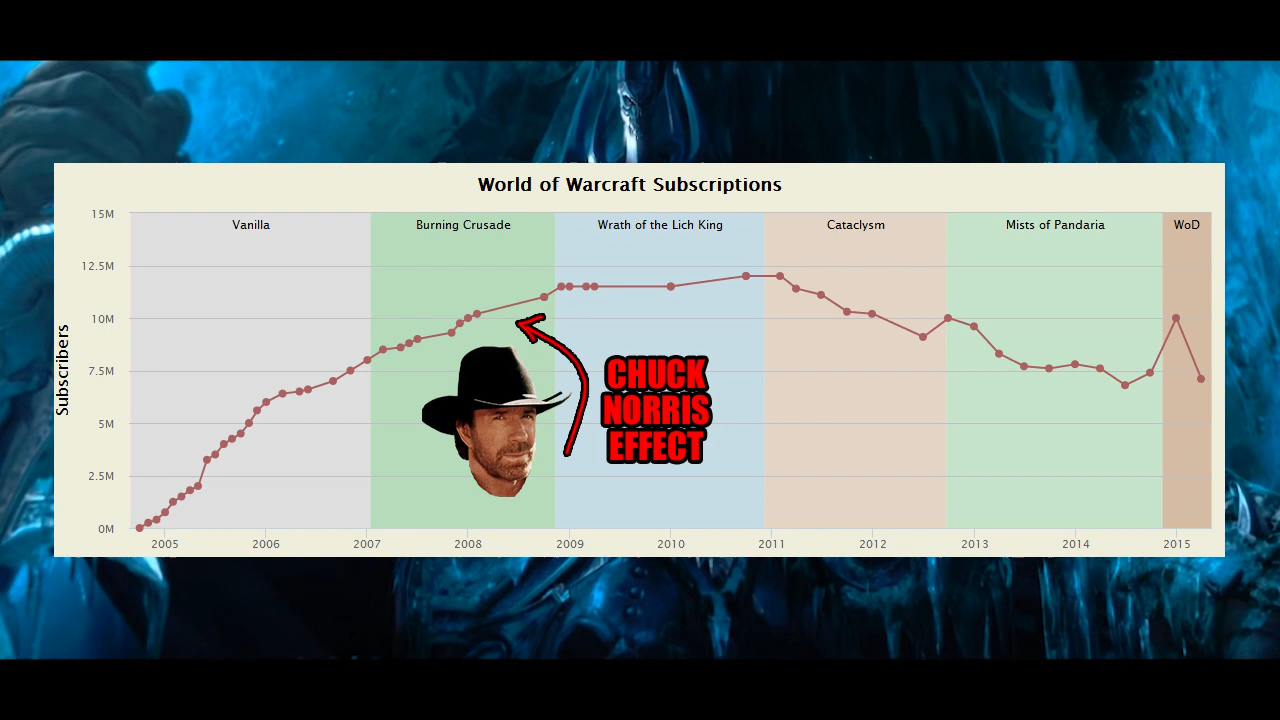 World of Warcraft Subscriptions
Vanilla Burning Crusade Wrath of the Lich King Cataclysm Mists of Pandaria WoD
15M
12.5M
10M
7.5M
5M
2.5M
0M
Subscribers
CHUCK
NORRIS
EFFECT
2005 2006 2007 2008 2009 2010 2011 2012 2013 2014 2015